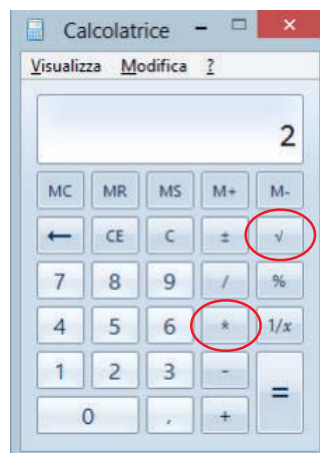 Calcolatrice
Visualizza Modifica ?
2
MC MR MS M+ M-
← CE C ± √
7 8 9 / %
4 5 6 * 1/x
1 2 3 - =
0 , +